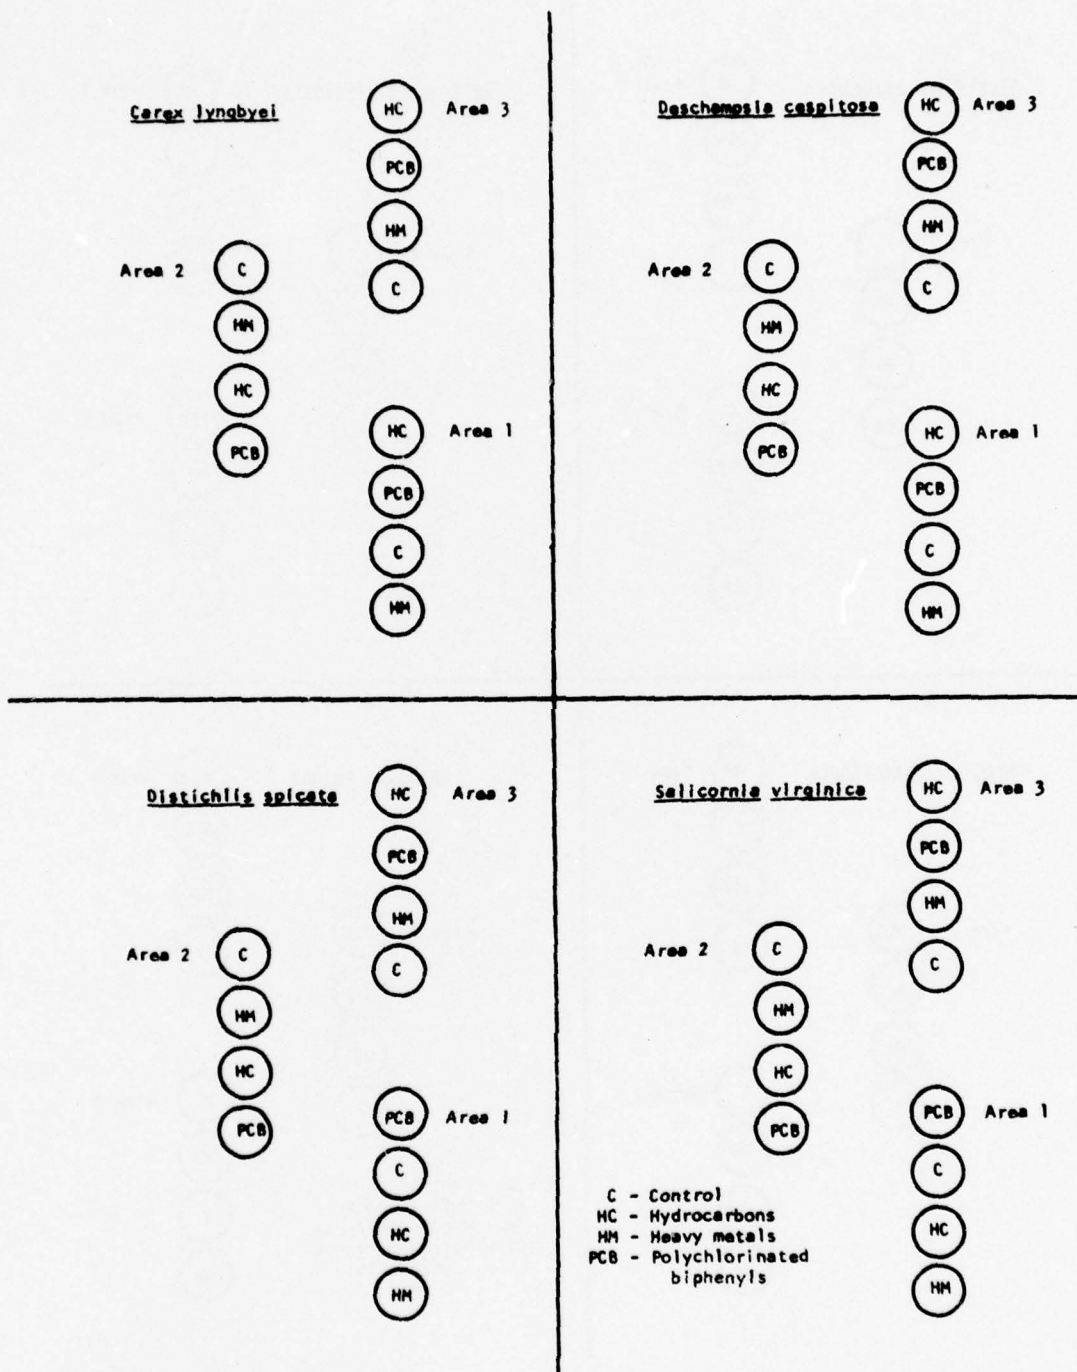 Carex lyngbyei
HC Area 3
PCB
HM
C
Area 2 C
HM
HC
PCB
HC Area 1
PCB
C
HM
Deschampsia cespitosa
HC Area 3
PCB
HM
C
Area 2 C
HM
HC
PCB
HC Area 1
PCB
C
HM
Distichlis spicata
HC Area 3
PCB
HM
C
Area 2 C
HM
HC
PCB
PCB Area 1
C
HC
HM
Salicornia virginica
HC Area 3
PCB
HM
C
Area 2 C
HM
HC
PCB
PCB Area 1
C
HC
HM
C - Control
HC - Hydrocarbons
HM - Heavy metals
PCB - Polychlorinated
biphenyls